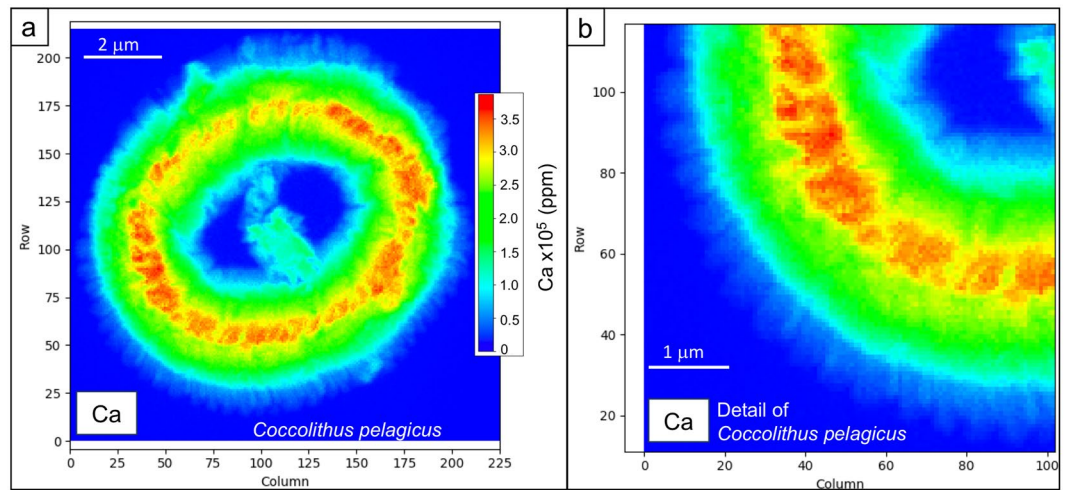 a
2 μm
200
175
150
125
100
75
50
25
0
Row
0 25 50 75 100 125 150 175 200 225
Column
Ca
Coccolithus pelagicus
3.5
3.0
2.5
2.0
1.5
1.0
0.5
0
Ca x10⁵ (ppm)
b
100
80
60
40
20
Row
1 μm
Ca
Detail of
Coccolithus pelagicus
0 20 40 60 80 100
Column